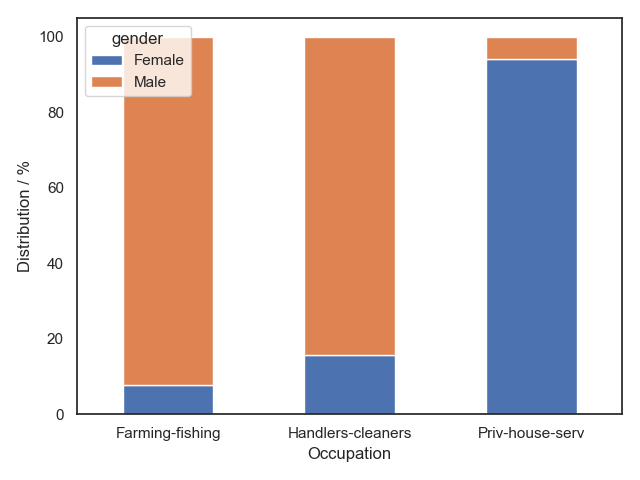 gender
Female
Male
100
80
60
40
20
0
Distribution / %
Farming-fishing
Handlers-cleaners
Priv-house-serv
Occupation